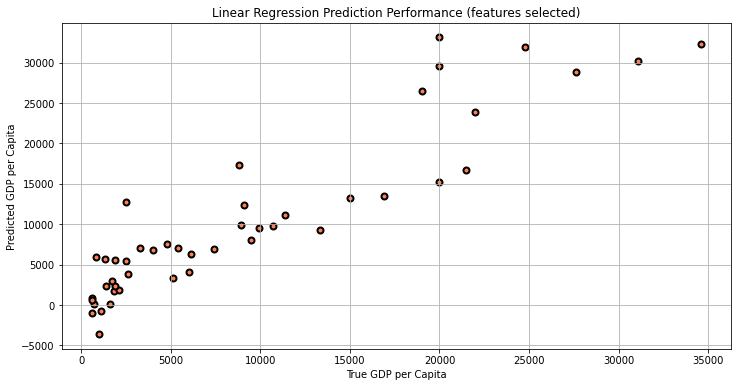 Linear Regression Prediction Performance (features selected)
30000
25000
20000
15000
10000
5000
0
−5000
Predicted GDP per Capita
0 5000 10000 15000 20000 25000 30000 35000
True GDP per Capita